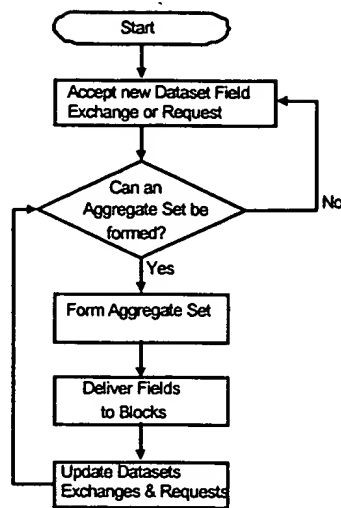 Start
Accept new Dataset Field
Exchange or Request
Can an
Aggregate Set be
formed?
No
Yes
Form Aggregate Set
Deliver Fields
to Blocks
Update Datasets
Exchanges & Requests